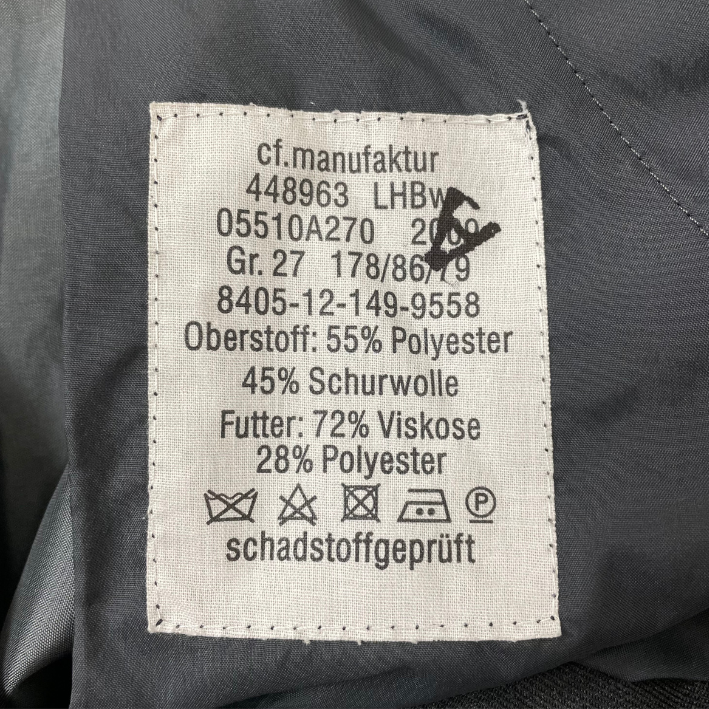 cf.manufaktur
448963 LHBw
05510A270 2009
Gr. 27 178/86/79
8405-12-149-9558
Oberstoff: 55% Polyester
45% Schurwolle
Futter: 72% Viskose
28% Polyester
P
schadstoffgeprüft